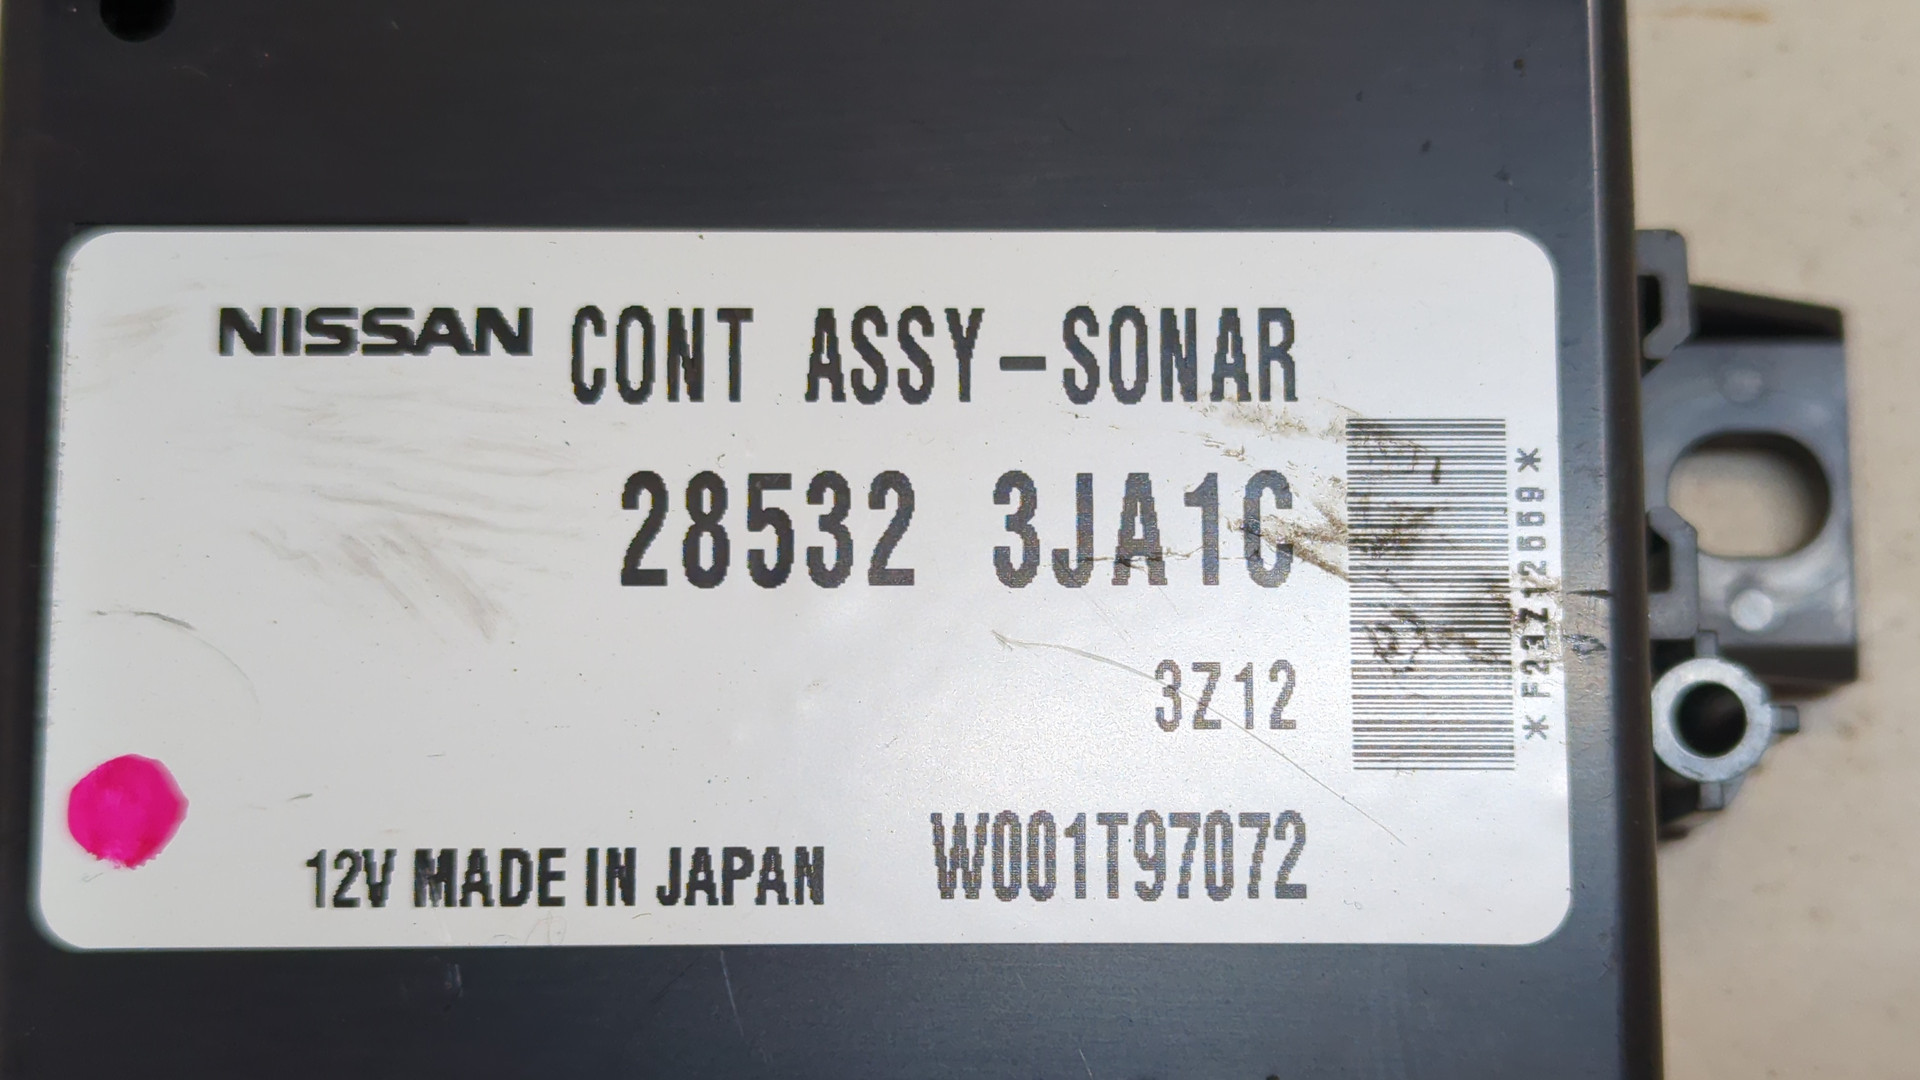 NISSAN CONT ASSY-SONAR
28532 3JA1C
3Z12
12V MADE IN JAPAN W001T97072